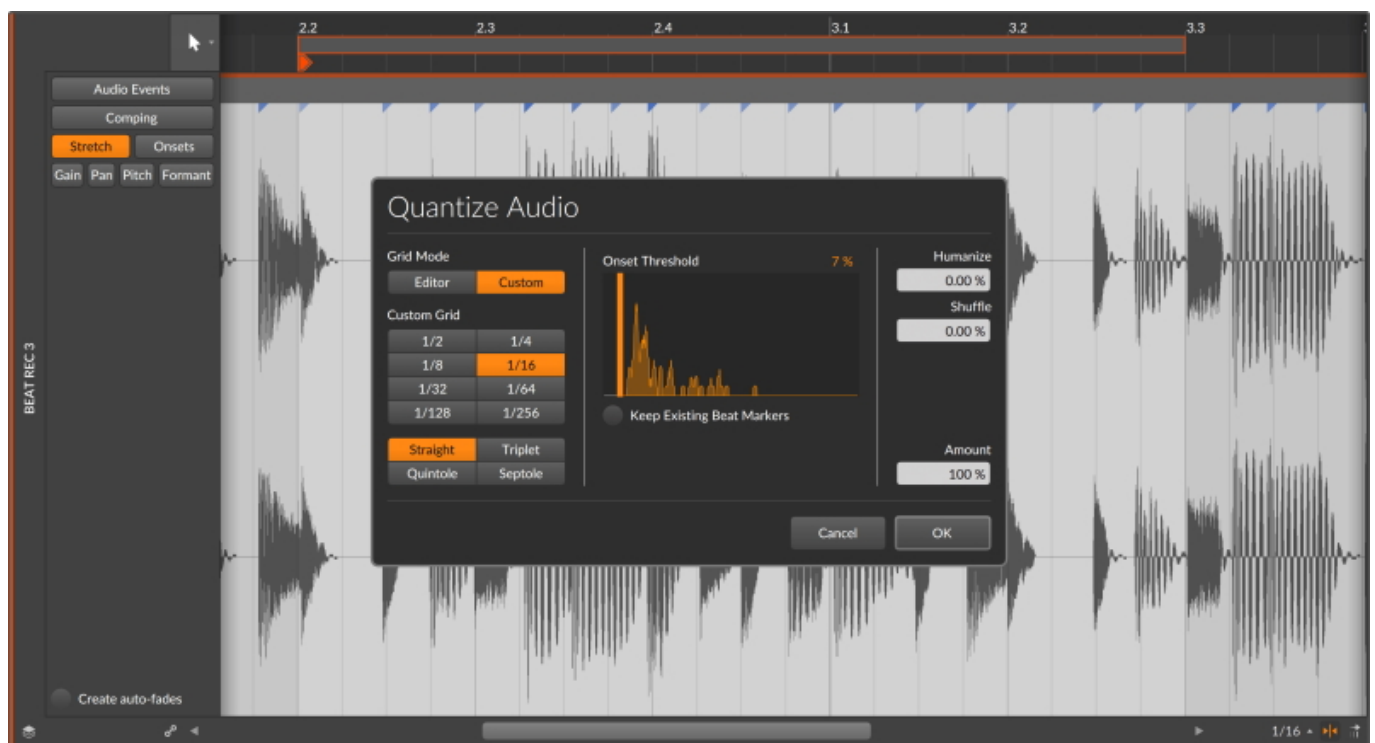 2.2 2.3 2.4 3.1 3.2 3.3
Audio Events
Comping
Stretch Onsets
Gain Pan Pitch Formant
BEAT REC 3
Create auto-fades
Quantize Audio
Grid Mode
Editor Custom
Custom Grid
1/2 1/4
1/8 1/16
1/32 1/64
1/128 1/256
Straight Triplet
Quintole Septole
Onset Threshold 7 %
Keep Existing Beat Markers
Humanize
0.00 %
Shuffle
0.00 %
Amount
100 %
Cancel OK
1/16